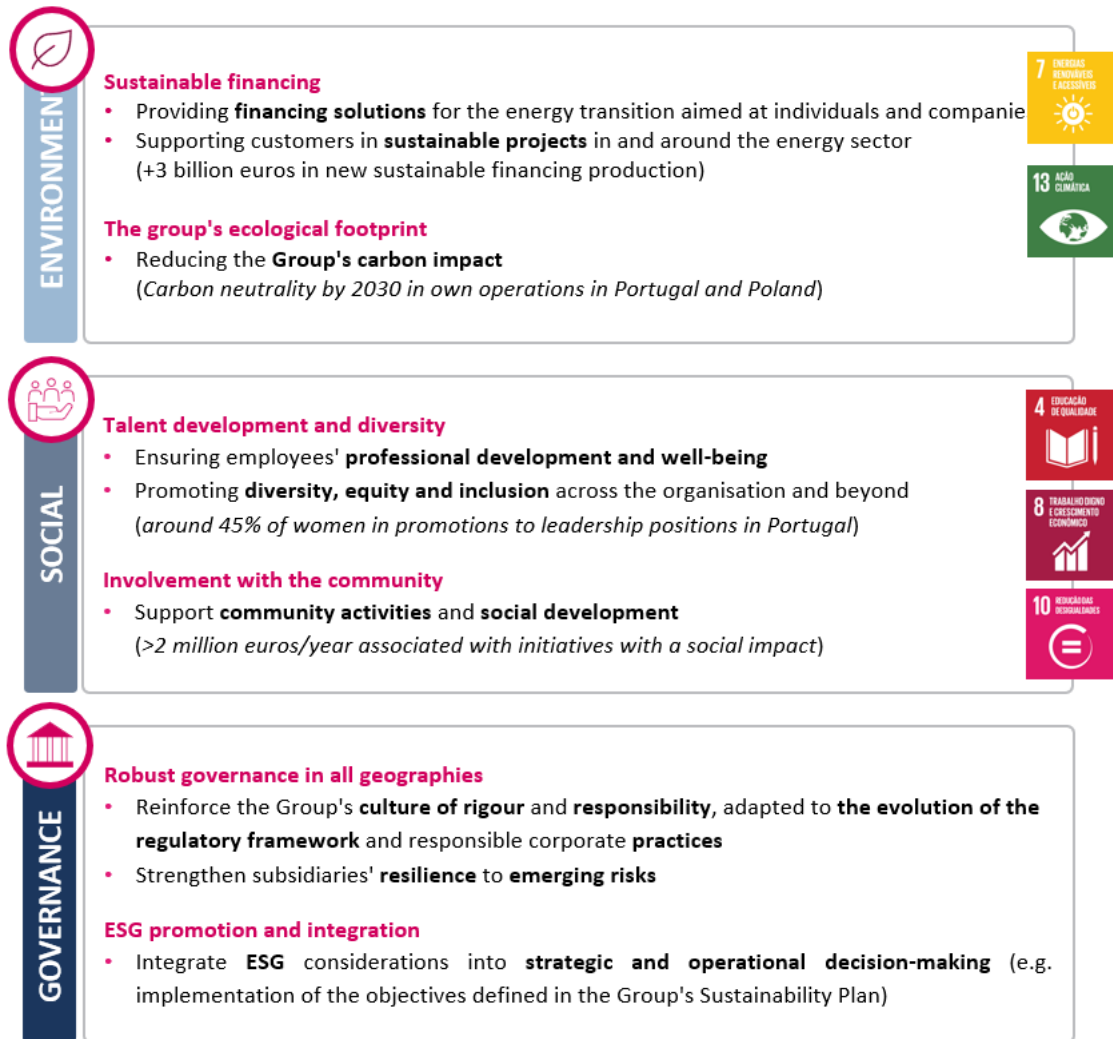 ENVIRONMENT
Sustainable financing
• Providing financing solutions for the energy transition aimed at individuals and companie
• Supporting customers in sustainable projects in and around the energy sector
(+3 billion euros in new sustainable financing production)
The group's ecological footprint
• Reducing the Group's carbon impact
(Carbon neutrality by 2030 in own operations in Portugal and Poland)
7 ENERGIAS
RENOVÁVEIS
E ACESSÍVEIS
13 AÇÃO
CLIMÁTICA
SOCIAL
Talent development and diversity
• Ensuring employees' professional development and well-being
• Promoting diversity, equity and inclusion across the organisation and beyond
(around 45% of women in promotions to leadership positions in Portugal)
Involvement with the community
• Support community activities and social development
(>2 million euros/year associated with initiatives with a social impact)
4 EDUCAÇÃO
DE QUALIDADE
8 TRABALHO DIGNO
E CRESCIMENTO
ECONÓMICO
10 REDUÇÃO DAS
DESIGUALDADES
GOVERNANCE
Robust governance in all geographies
• Reinforce the Group's culture of rigour and responsibility, adapted to the evolution of the
regulatory framework and responsible corporate practices
• Strengthen subsidiaries' resilience to emerging risks
ESG promotion and integration
• Integrate ESG considerations into strategic and operational decision-making (e.g.
implementation of the objectives defined in the Group's Sustainability Plan)